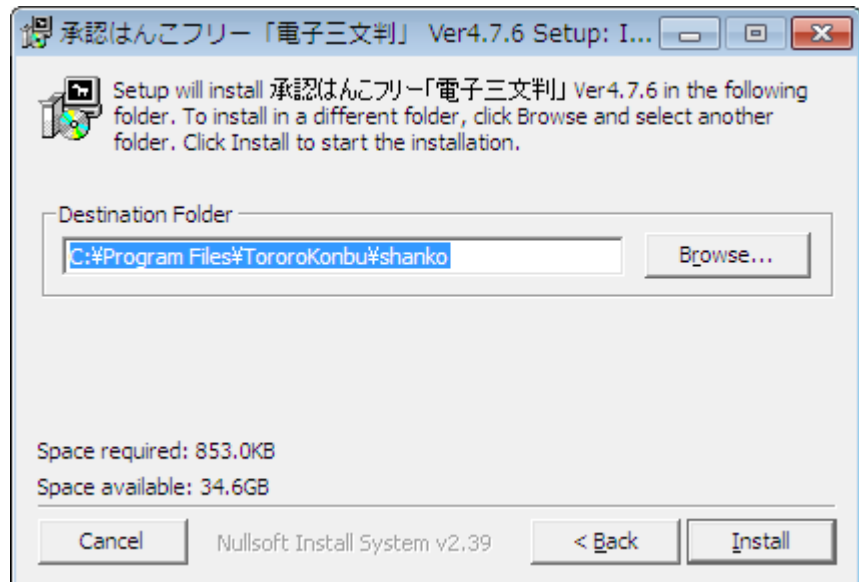 承認はんこフリー「電子三文判」 Ver4.7.6 Setup: I...
Setup will install 承認はんこフリー「電子三文判」 Ver4.7.6 in the following
folder. To install in a different folder, click Browse and select another
folder. Click Install to start the installation.
Destination Folder
C:¥Program Files¥TororoKonbu¥shanko
Browse...
Space required: 853.0KB
Space available: 34.6GB
Cancel
Nullsoft Install System v2.39
< Back
Install